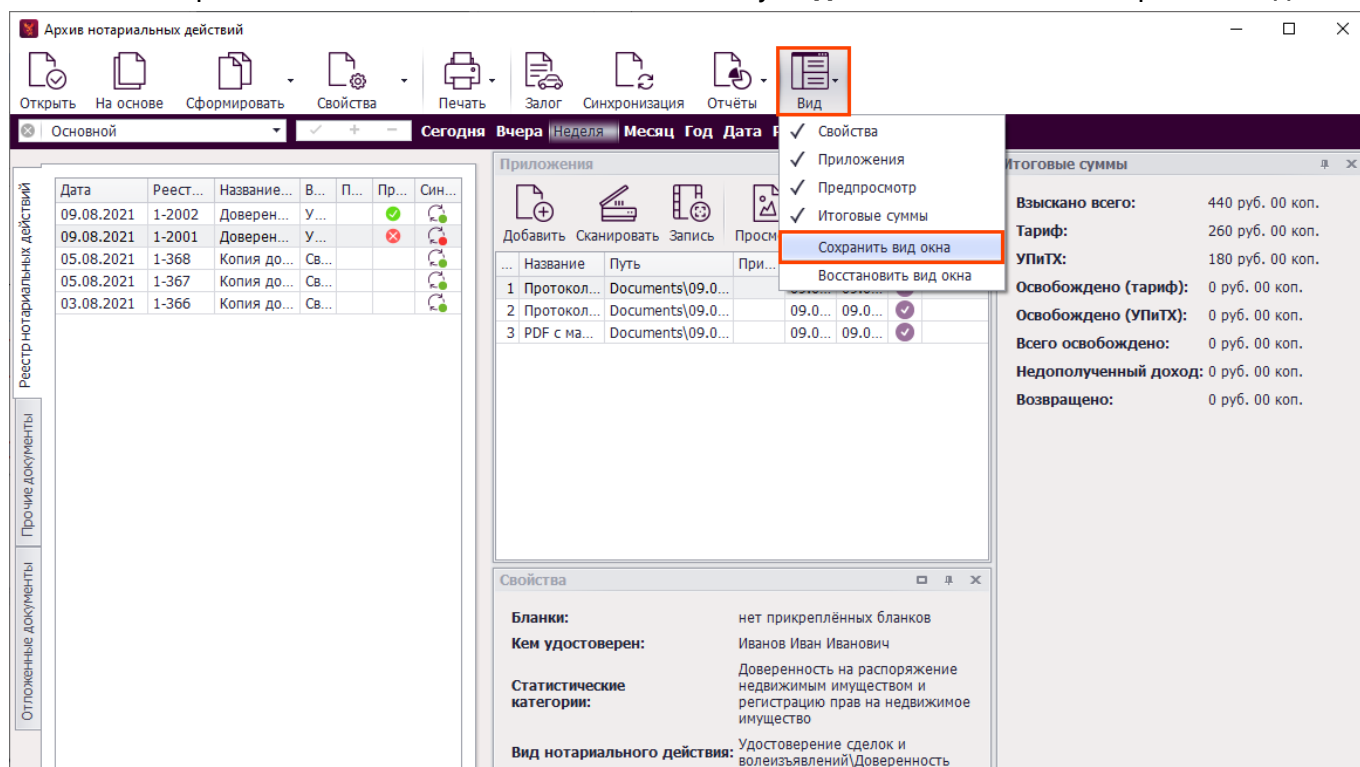 Архив нотариальных действий
Открыть На основе Сформировать Свойства Печать Залог Синхронизация Отчёты Вид
Основной Сегодня Вчера Неделя Месяц Год Дата
Свойства
Приложения
Предпросмотр
Итоговые суммы
Сохранить вид окна
Восстановить вид окна
Реестр нотариальных действий
Прочие документы
Отложенные документы
Дата Реест... Название... В... П... Пр... Син...
09.08.2021 1-2002 Доверен... У...
09.08.2021 1-2001 Доверен... У...
05.08.2021 1-368 Копия до... Св...
05.08.2021 1-367 Копия до... Св...
03.08.2021 1-366 Копия до... Св...
Приложения
Добавить Сканировать Запись Просм
... Название Путь При...
1 Протокол... Documents\09.0... 09.0... 09.0...
2 Протокол... Documents\09.0... 09.0... 09.0...
3 PDF с ма... Documents\09.0... 09.0... 09.0...
Свойства
Бланки: нет прикреплённых бланков
Кем удостоверен: Иванов Иван Иванович
Статистические категории: Доверенность на распоряжение
недвижимым имуществом и
регистрацию прав на недвижимое
имущество
Вид нотариального действия: Удостоверение сделок и
волеизъявлений\Доверенность
Итоговые суммы
Взыскано всего: 440 руб. 00 коп.
Тариф: 260 руб. 00 коп.
УПиТХ: 180 руб. 00 коп.
Освобождено (тариф): 0 руб. 00 коп.
Освобождено (УПиТХ): 0 руб. 00 коп.
Всего освобождено: 0 руб. 00 коп.
Недополученный доход: 0 руб. 00 коп.
Возвращено: 0 руб. 00 коп.